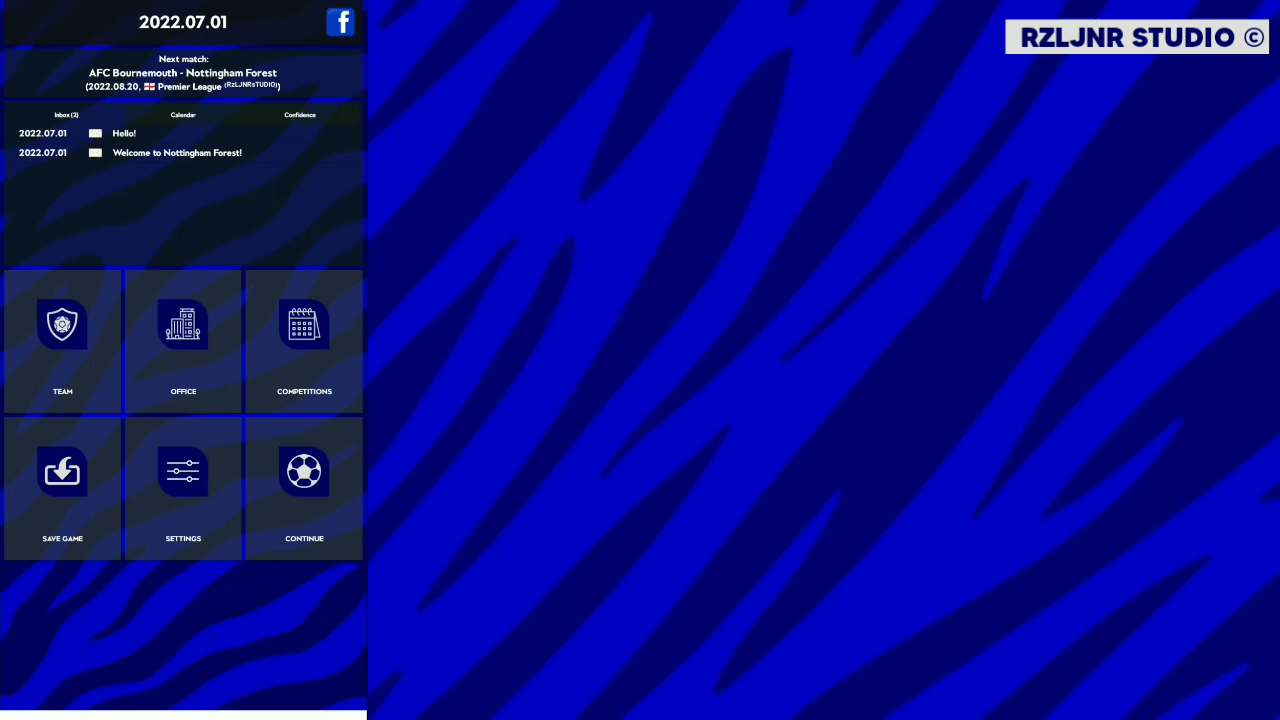 2022.07.01
f
RZLJNR STUDIO ©
Next match:
AFC Bournemouth - Nottingham Forest
(2022.08.20, 🏴󠁧󠁢󠁥󠁮󠁧󠁿 Premier League (RzLJNRsTUDIO))
Inbox (2) Calendar Confidence
2022.07.01 Hello!
2022.07.01 Welcome to Nottingham Forest!
TEAM OFFICE COMPETITIONS
SAVE GAME SETTINGS CONTINUE